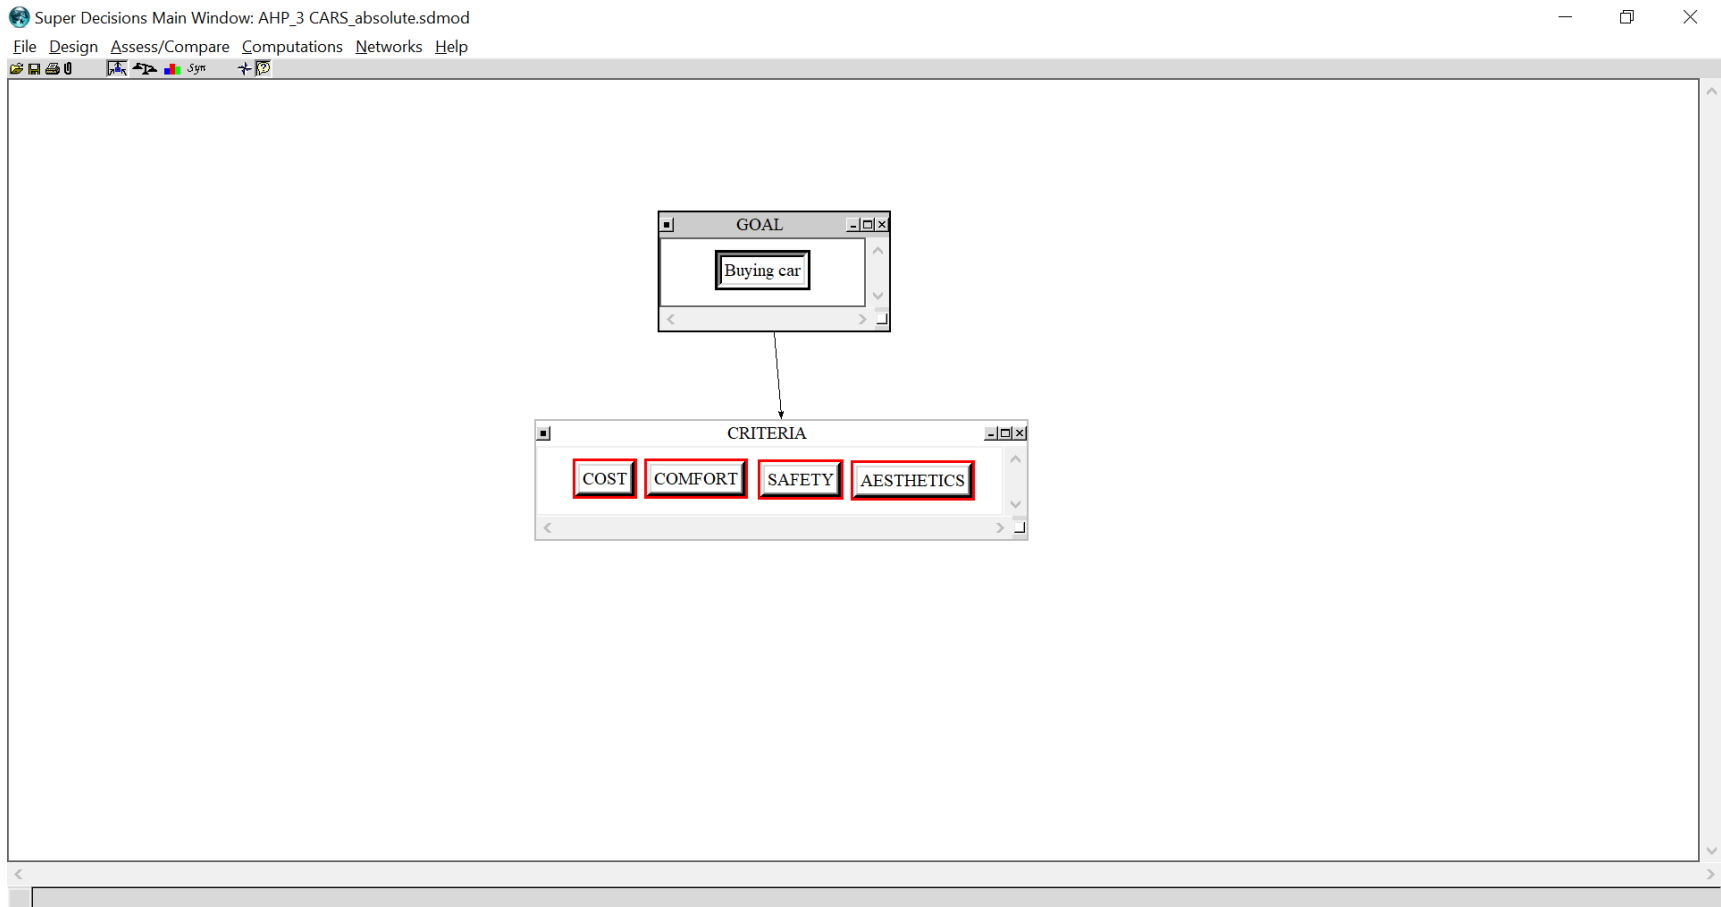 Super Decisions Main Window: AHP_3 CARS_absolute.sdmod
File Design Assess/Compare Computations Networks Help
Syn
GOAL
Buying car
CRITERIA
COST COMFORT SAFETY AESTHETICS